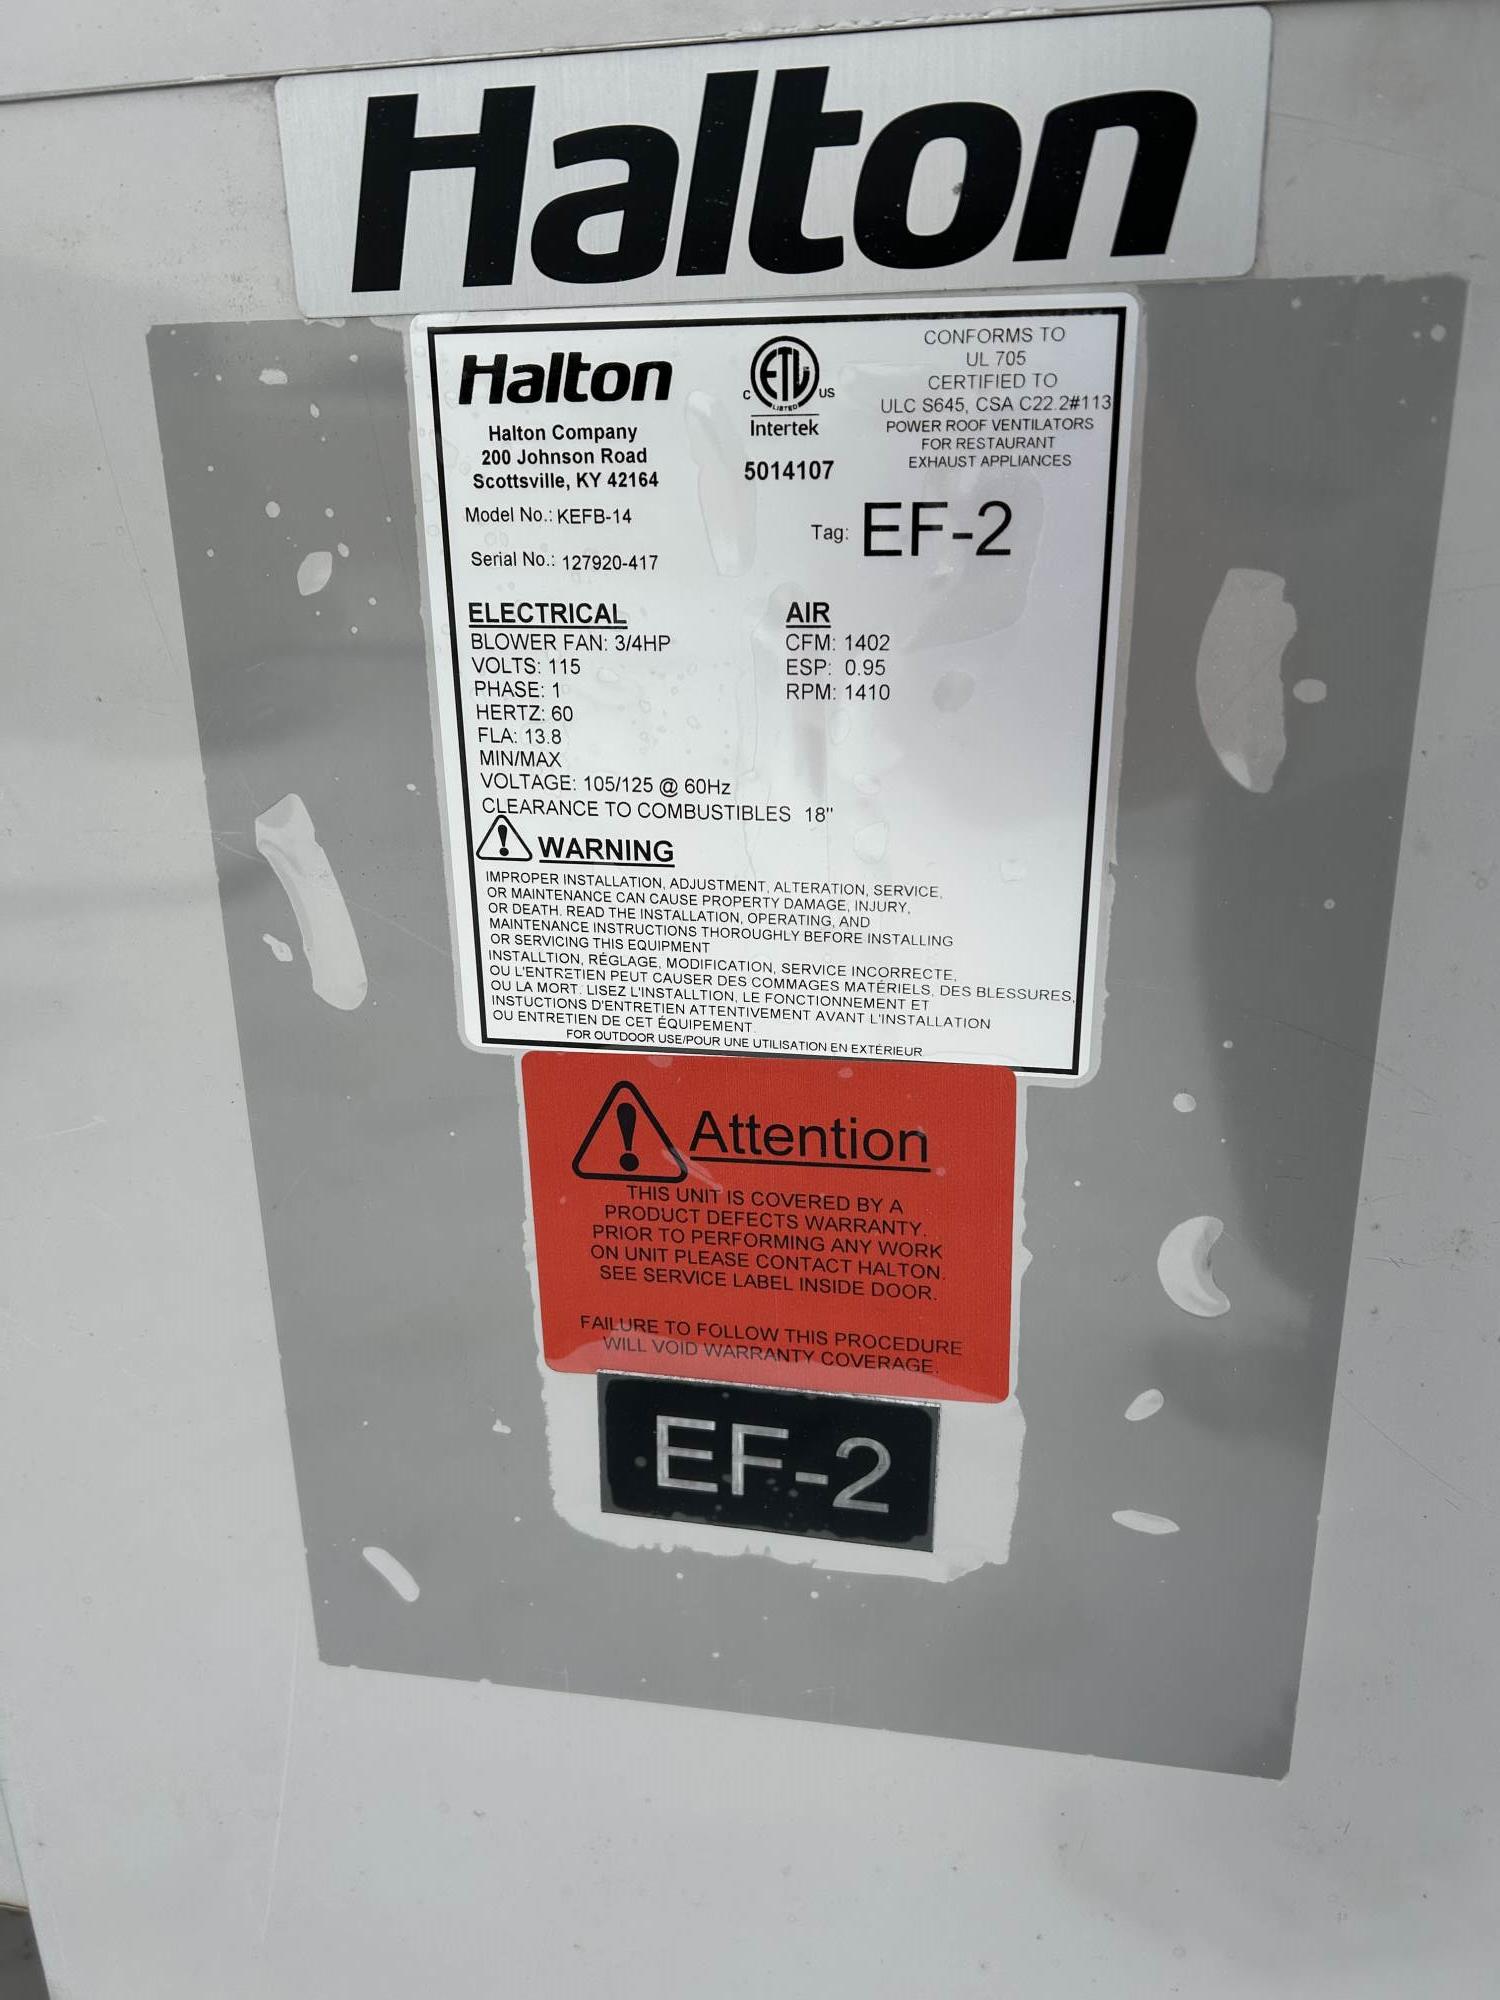 Halton
Halton
Halton Company
200 Johnson Road
Scottsville, KY 42164
Model No.: KEFB-14
Serial No.: 127920-417
C ETL US
LISTED
Intertek
5014107
CONFORMS TO
UL 705
CERTIFIED TO
ULC S645, CSA C22.2#113
POWER ROOF VENTILATORS
FOR RESTAURANT
EXHAUST APPLIANCES
Tag: EF-2
ELECTRICAL
BLOWER FAN: 3/4HP
VOLTS: 115
PHASE: 1
HERTZ: 60
FLA: 13.8
MIN/MAX
VOLTAGE: 105/125 @ 60Hz
CLEARANCE TO COMBUSTIBLES 18"
AIR
CFM: 1402
ESP: 0.95
RPM: 1410
WARNING
IMPROPER INSTALLATION, ADJUSTMENT, ALTERATION, SERVICE,
OR MAINTENANCE CAN CAUSE PROPERTY DAMAGE, INJURY,
OR DEATH. READ THE INSTALLATION, OPERATING, AND
MAINTENANCE INSTRUCTIONS THOROUGHLY BEFORE INSTALLING
OR SERVICING THIS EQUIPMENT
INSTALLTION, RÉGLAGE, MODIFICATION, SERVICE INCORRECTE,
OU L'ENTRETIEN PEUT CAUSER DES COMMAGES MATÉRIELS, DES BLESSURES,
OU LA MORT. LISEZ L'INSTALLTION, LE FONCTIONNEMENT ET
INSTUCTIONS D'ENTRETIEN ATTENTIVEMENT AVANT L'INSTALLATION
OU ENTRETIEN DE CET ÉQUIPEMENT.
FOR OUTDOOR USE/POUR UNE UTILISATION EN EXTÉRIEUR
Attention
THIS UNIT IS COVERED BY A
PRODUCT DEFECTS WARRANTY.
PRIOR TO PERFORMING ANY WORK
ON UNIT PLEASE CONTACT HALTON.
SEE SERVICE LABEL INSIDE DOOR.
FAILURE TO FOLLOW THIS PROCEDURE
WILL VOID WARRANTY COVERAGE.
EF-2